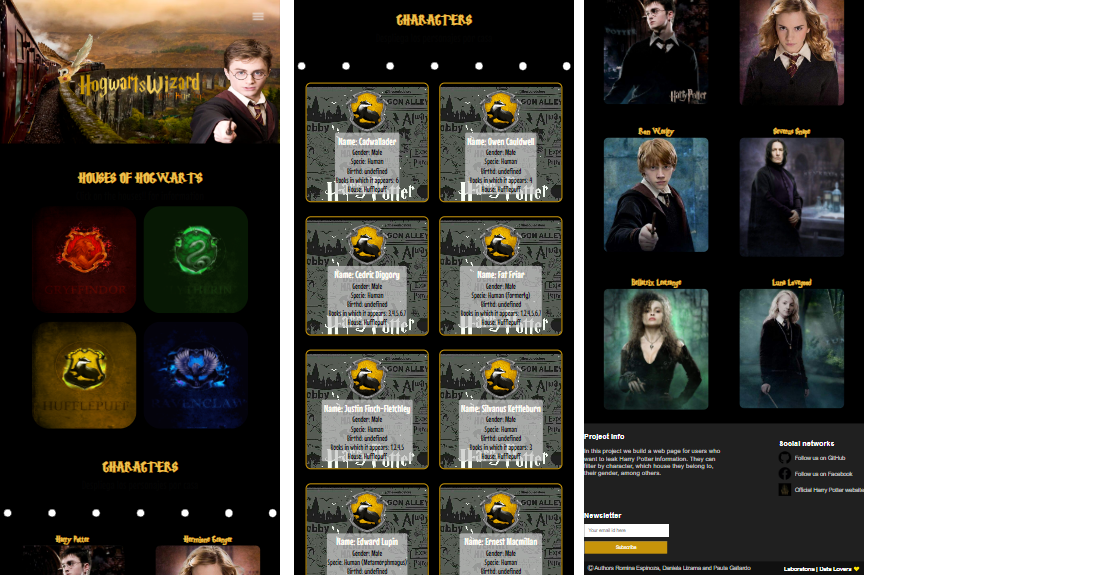 HogwartsWizard
HOUSES OF HOGWARTS
GRYFFINDOR
HUFFLEPUFF
RAVENCLAW
CHARACTERS
Harry Potter
Hermione Granger
CHARACTERS
Name: Cadwallader
Gender: Male
Specie: Human
Birthd: undefined
Books in which it appears: 6
House: Hufflepuff
Name: Owen Cauldwell
Gender: Male
Specie: Human
Birthd: undefined
Books in which it appears: 4
House: Hufflepuff
Name: Cedric Diggory
Gender: Male
Specie: Human
Birthd: undefined
Books in which it appears: 3,4,5,6,7
House: Hufflepuff
Name: Fat Friar
Gender: Male
Specie: Human (formerly)
Birthd: undefined
Books in which it appears: 1,2,4,5,6,7
House: Hufflepuff
Name: Justin Finch-Fletchley
Gender: Male
Specie: Human
Birthd: undefined
Books in which it appears: 1,2,4,5
House: Hufflepuff
Name: Silvanus Kettleburn
Gender: Male
Specie: Human
Birthd: undefined
Books in which it appears: 3
House: Hufflepuff
Name: Edward Lupin
Gender: Male
Specie: Human (Metamorphmagus)
Birthd: undefined
Name: Ernest Macmillan
Gender: Male
Specie: Human
Birthd: undefined
Harry Potter
Ron Wesley
Severus Snape
Bellatrix Lestrange
Luna Lovegood
Project Info
In this project we build a web page for users who
want to leak Harry Potter information. They can
filter by character, which house they belong to,
their gender, among others.
Social networks
Follow us on GitHub
Follow us on Facebook
Official Harry Potter website
Newsletter
Your email id here
Subscribe
©Authors Romina Espinoza, Daniela Lizama and Paula Gallardo
Laboratoria | Data Lovers